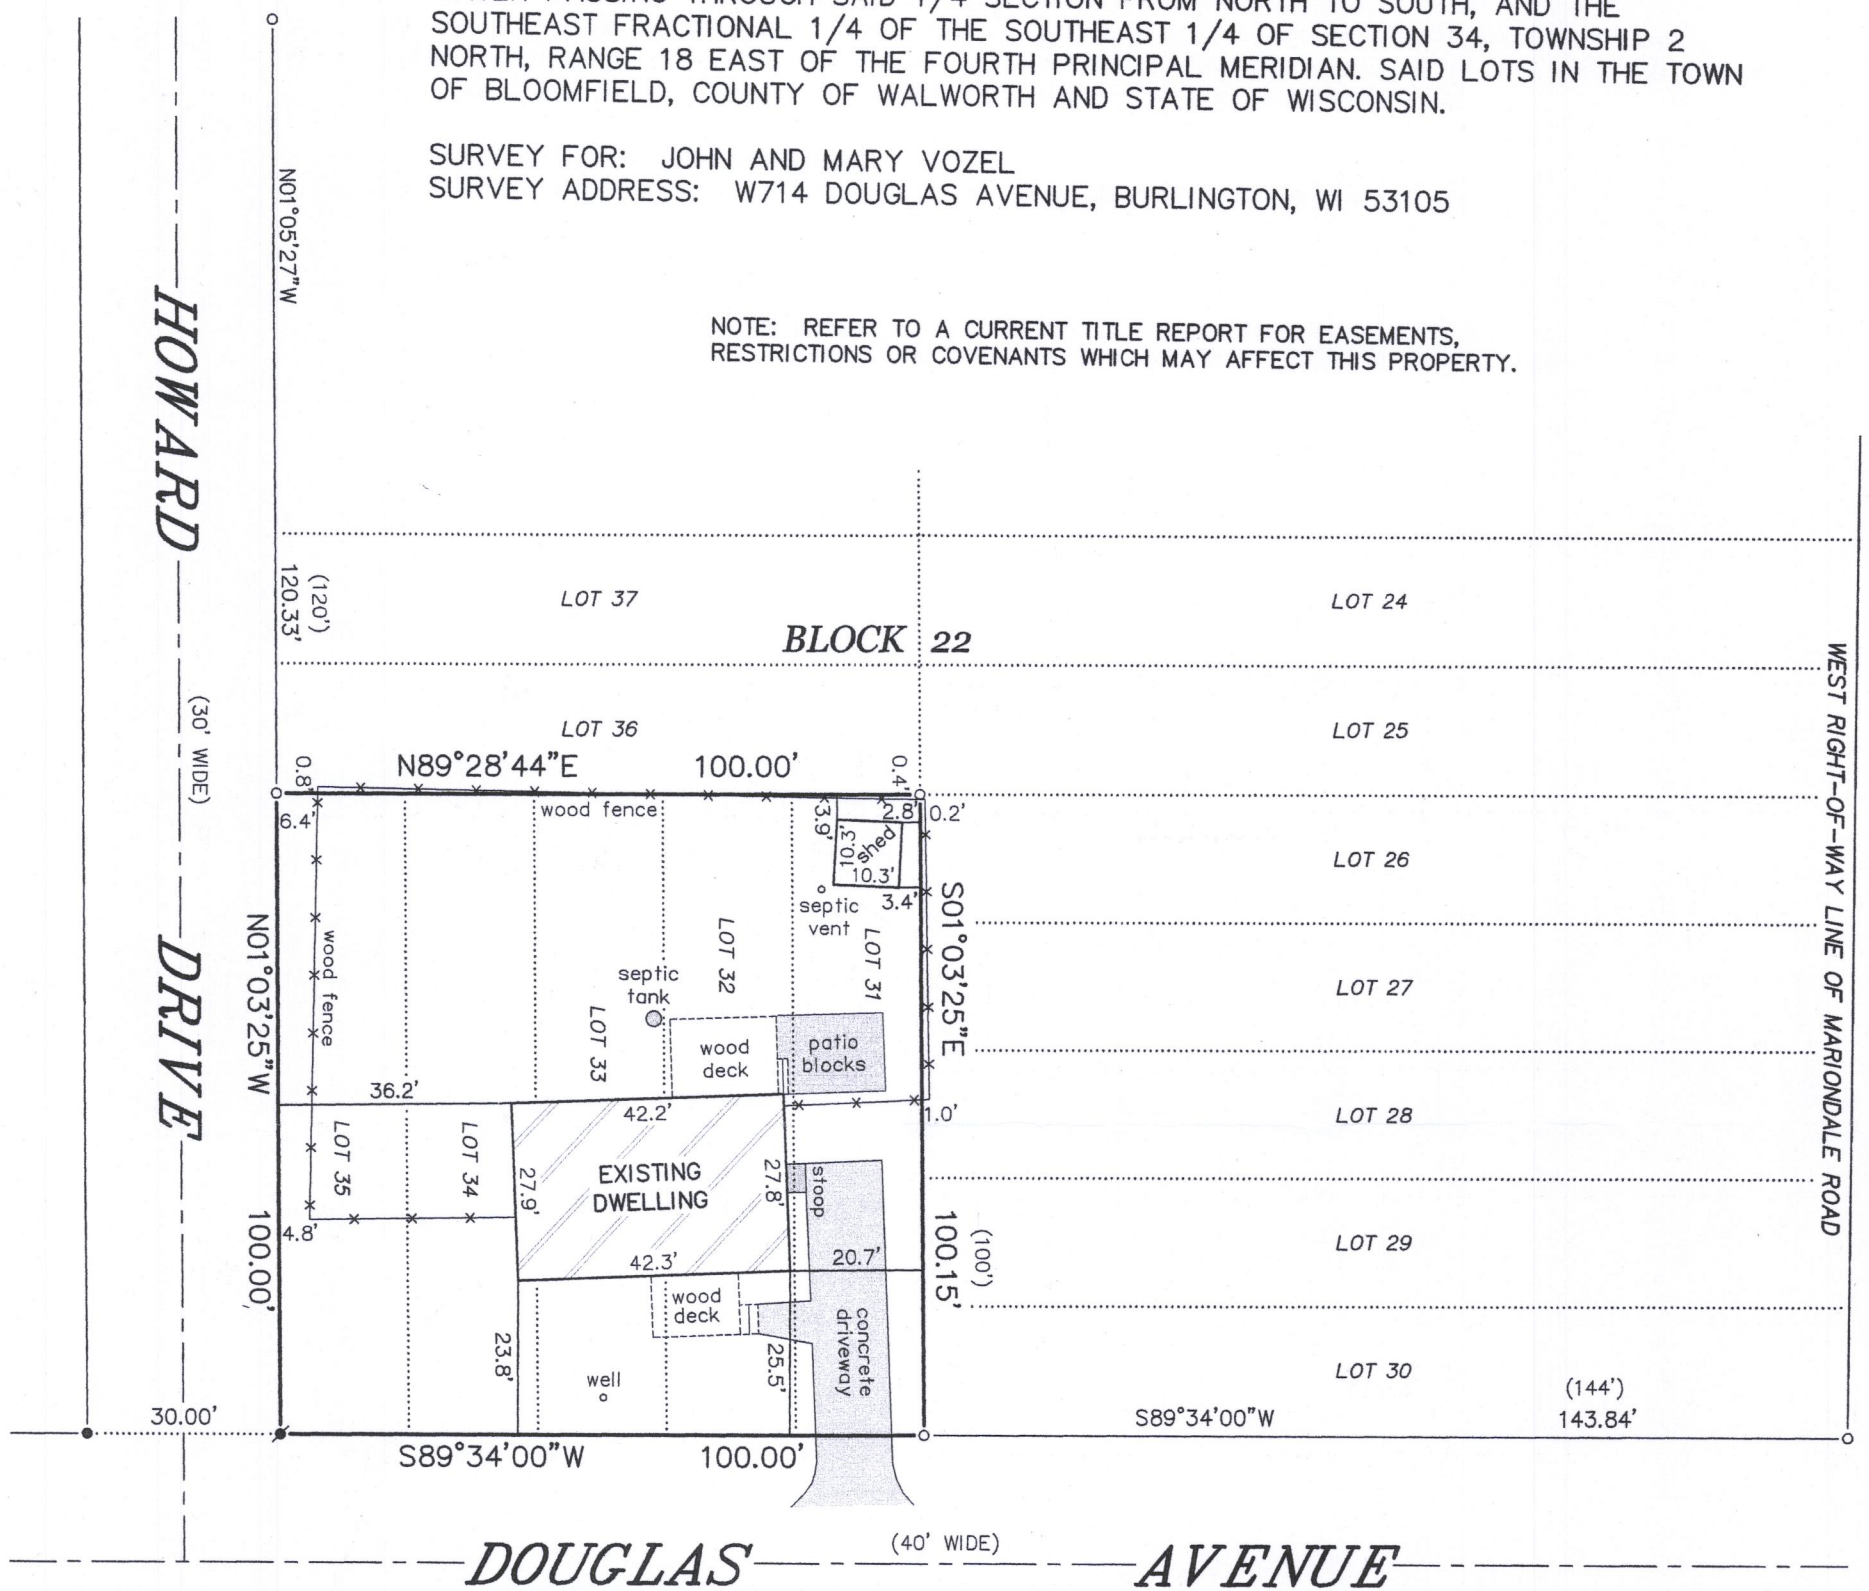 SECTION FROM NORTH TO SOUTH, AND THE
SOUTHEAST FRACTIONAL 1/4 OF THE SOUTHEAST 1/4 OF SECTION 34, TOWNSHIP 2
NORTH, RANGE 18 EAST OF THE FOURTH PRINCIPAL MERIDIAN. SAID LOTS IN THE TOWN
OF BLOOMFIELD, COUNTY OF WALWORTH AND STATE OF WISCONSIN.
SURVEY FOR: JOHN AND MARY VOZEL
SURVEY ADDRESS: W714 DOUGLAS AVENUE, BURLINGTON, WI 53105
N01°05'27"W
NOTE: REFER TO A CURRENT TITLE REPORT FOR EASEMENTS,
RESTRICTIONS OR COVENANTS WHICH MAY AFFECT THIS PROPERTY.
HOWARD DRIVE
(30' WIDE)
(120')
120.33'
LOT 37
LOT 24
BLOCK 22
LOT 36
LOT 25
WEST RIGHT-OF-WAY LINE OF MARIONDALE ROAD
0.8'
N89°28'44"E 100.00'
0.4'
6.4'
wood fence
3.9'
2.8'
0.2'
10.3'
shed
10.3'
3.4'
LOT 26
septic
vent
LOT 31
LOT 32
S01°03'25"E
N01°03'25"W
wood fence
septic
tank
LOT 33
LOT 27
wood
deck
patio
blocks
36.2'
42.2'
1.0'
LOT 28
LOT 35
LOT 34
27.9'
EXISTING
DWELLING
27.8'
stoop
4.8'
100.00'
42.3'
20.7'
100.15'
(100')
LOT 29
wood
deck
concrete
driveway
23.8'
25.5'
well
LOT 30
(144')
30.00'
S89°34'00"W
143.84'
S89°34'00"W 100.00'
(40' WIDE)
DOUGLAS AVENUE